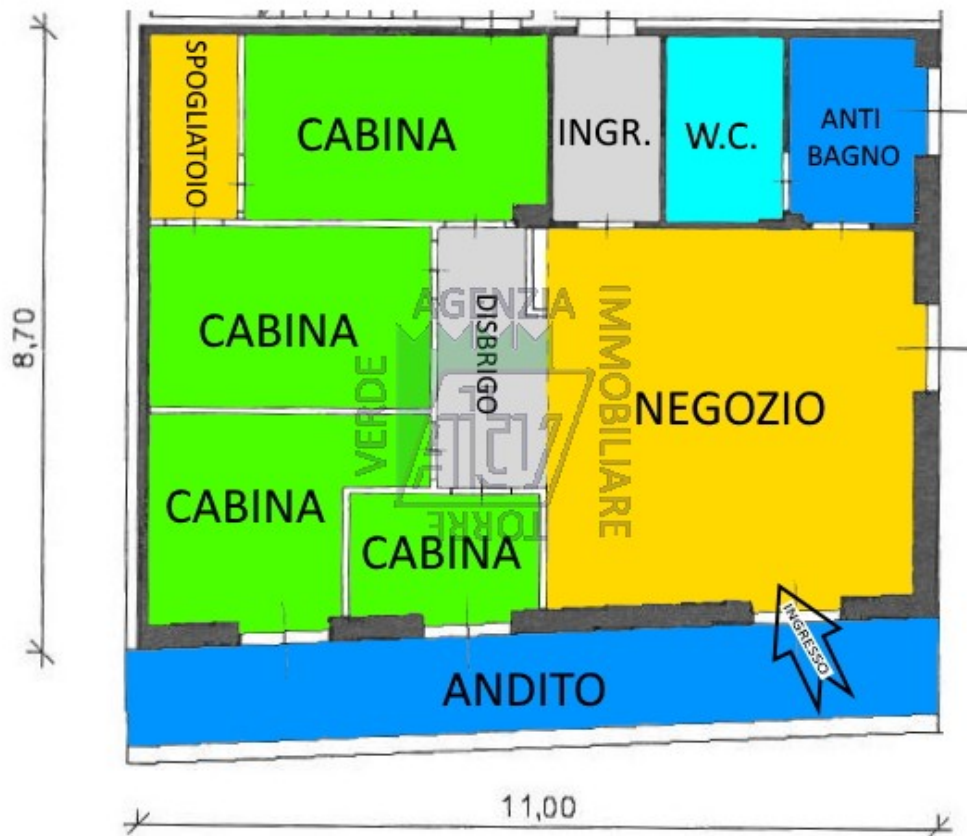 SPOGLIATOIO
CABINA
INGR.
W.C.
ANTI
BAGNO
CABINA
DISBRIGO
NEGOZIO
AGENZIA
IMMOBILIARE
VERDE
TORRE
CABINA
CABINA
INGRESSO
ANDITO
8,70
11,00